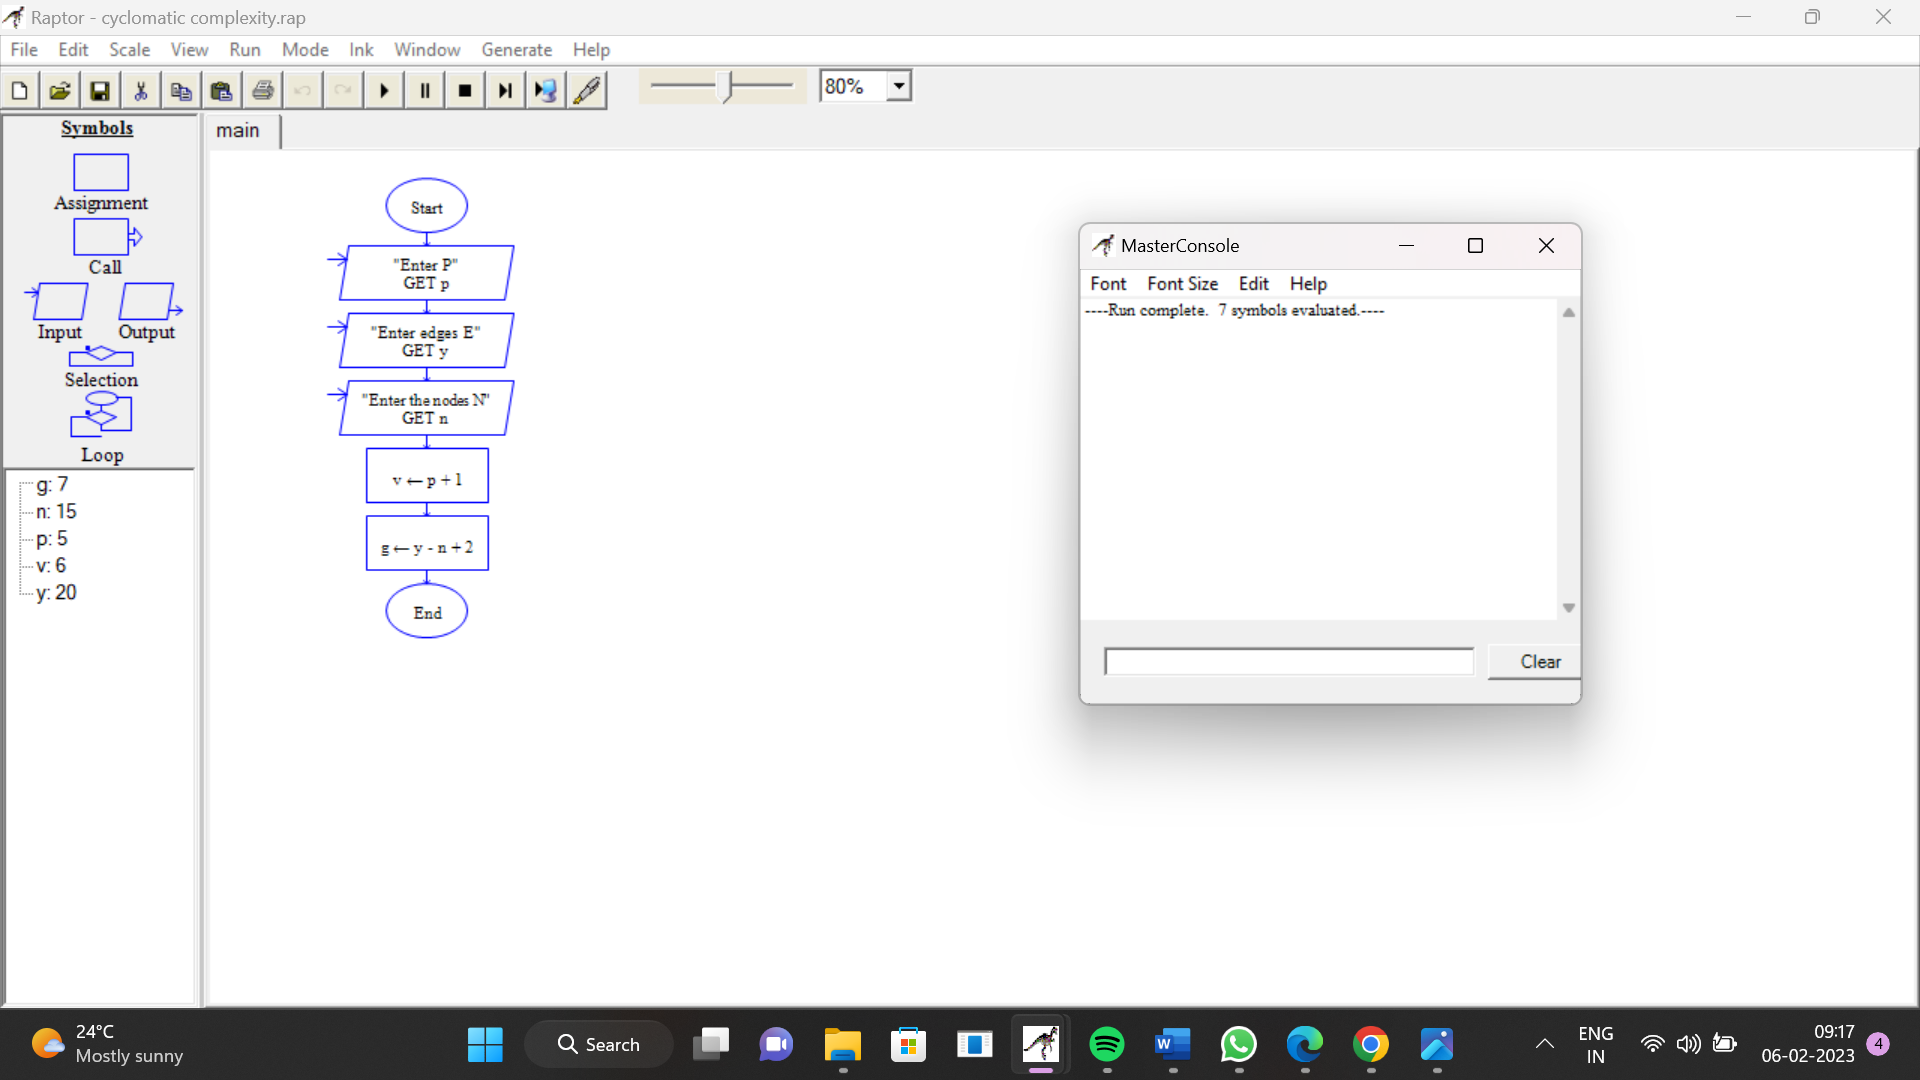 Raptor - cyclomatic complexity.rap
File Edit Scale View Run Mode Ink Window Generate Help
80%
Symbols
Assignment
Call
Input Output
Selection
Loop
g: 7
n: 15
p: 5
v: 6
y: 20
main
Start
"Enter P"
GET p
"Enter edges E"
GET y
"Enter the nodes N"
GET n
v ← p + 1
g ← y - n + 2
End
MasterConsole
Font Font Size Edit Help
----Run complete. 7 symbols evaluated.----
Clear
24°C
Mostly sunny
Search
W
ENG
IN
09:17
06-02-2023
4